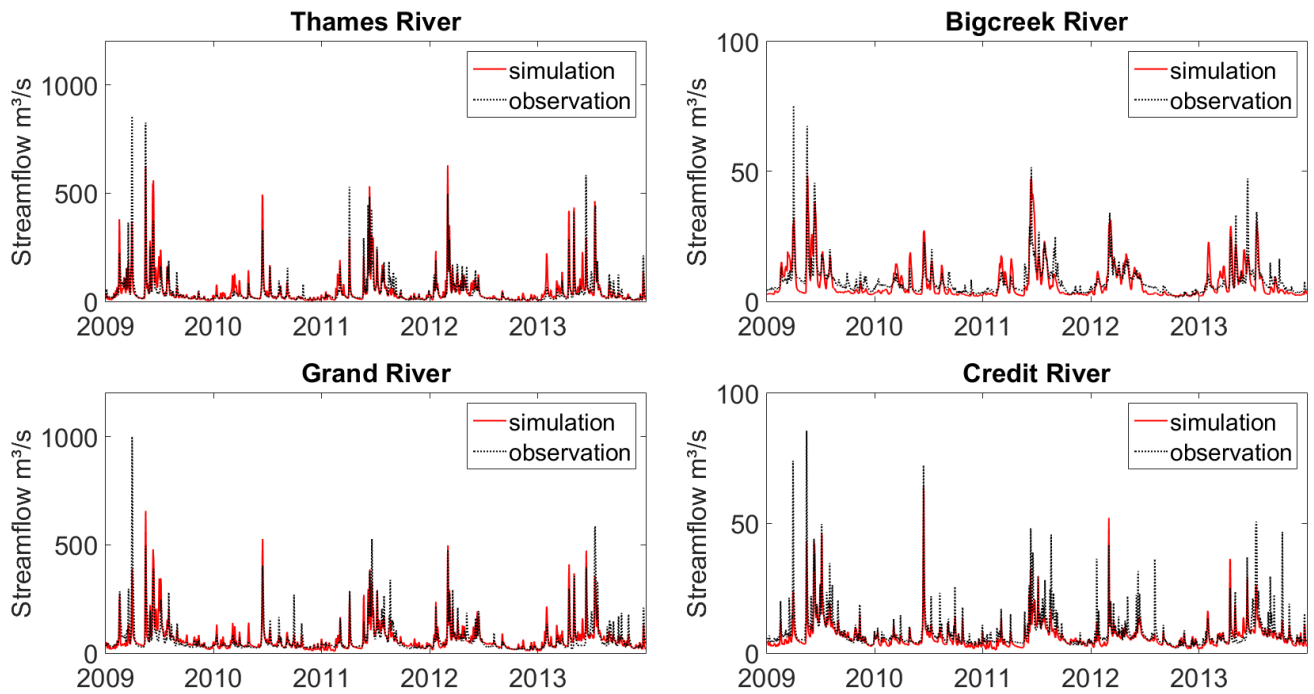 Thames River
Streamflow m³/s
1000
500
0
simulation
observation
2009 2010 2011 2012 2013
Bigcreek River
Streamflow m³/s
100
50
0
simulation
observation
2009 2010 2011 2012 2013
Grand River
Streamflow m³/s
1000
500
0
simulation
observation
2009 2010 2011 2012 2013
Credit River
Streamflow m³/s
100
50
0
simulation
observation
2009 2010 2011 2012 2013